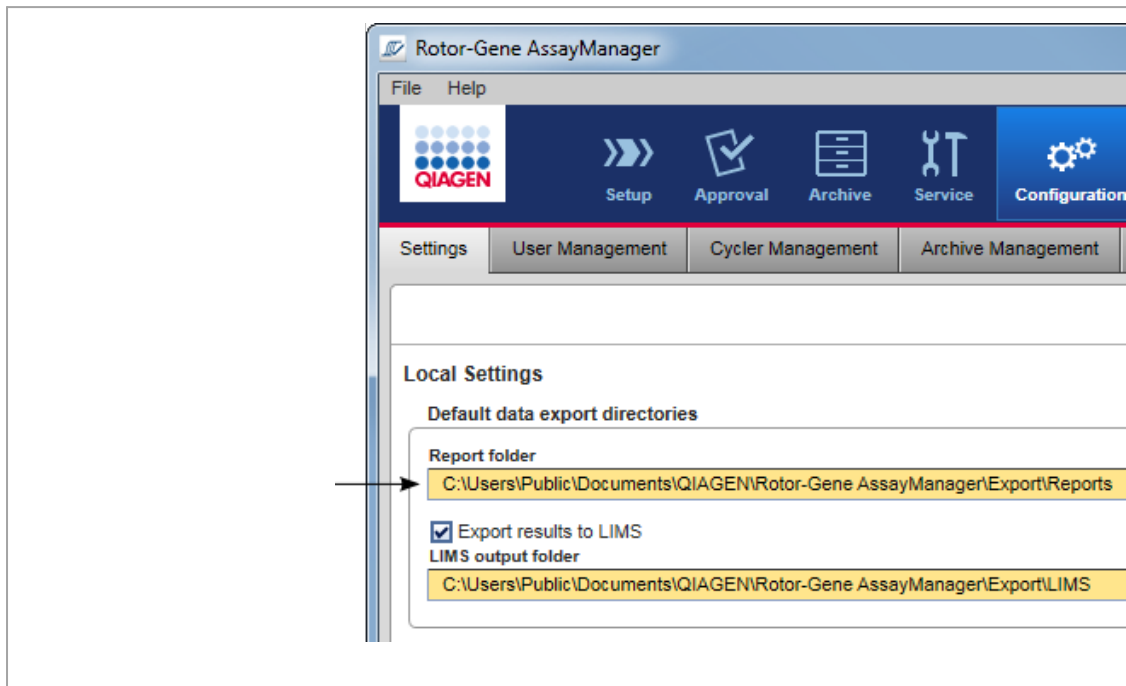 Rotor-Gene AssayManager
File Help
QIAGEN
Setup Approval Archive Service Configuration
Settings User Management Cycler Management Archive Management
Local Settings
Default data export directories
Report folder
C:\Users\Public\Documents\QIAGEN\Rotor-Gene AssayManager\Export\Reports
Export results to LIMS
LIMS output folder
C:\Users\Public\Documents\QIAGEN\Rotor-Gene AssayManager\Export\LIMS